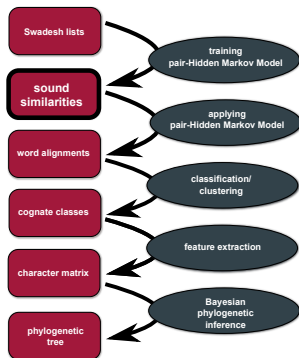 Swadesh lists
training
pair-Hidden Markov Model
sound
similarities
applying
pair-Hidden Markov Model
word alignments
classification/
clustering
cognate classes
feature extraction
character matrix
Bayesian
phylogenetic
inference
phylogenetic
tree